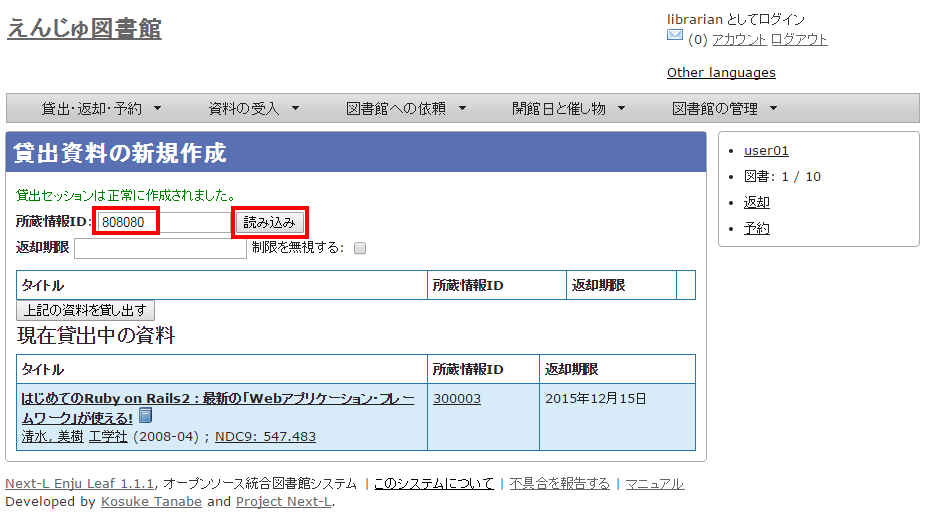 えんじゅ図書館
librarian としてログイン
(0) アカウント ログアウト
Other languages
貸出・返却・予約 ▼ 資料の受入 ▼ 図書館への依頼 ▼ 開館日と催し物 ▼ 図書館の管理 ▼
貸出資料の新規作成
貸出セッションは正常に作成されました。
所蔵情報ID: 808080 読み込み
返却期限 制限を無視する:
タイトル 所蔵情報ID 返却期限
上記の資料を貸し出す
現在貸出中の資料
タイトル 所蔵情報ID 返却期限
はじめてのRuby on Rails2 : 最新の「Webアプリケーション・フレ 300003 2015年12月15日
ームワーク」が使える!
清水, 美樹 工学社 (2008-04) ; NDC9: 547.483
• user01
• 図書: 1 / 10
• 返却
• 予約
Next-L Enju Leaf 1.1.1, オープンソース統合図書館システム | このシステムについて | 不具合を報告する | マニュアル
Developed by Kosuke Tanabe and Project Next-L.